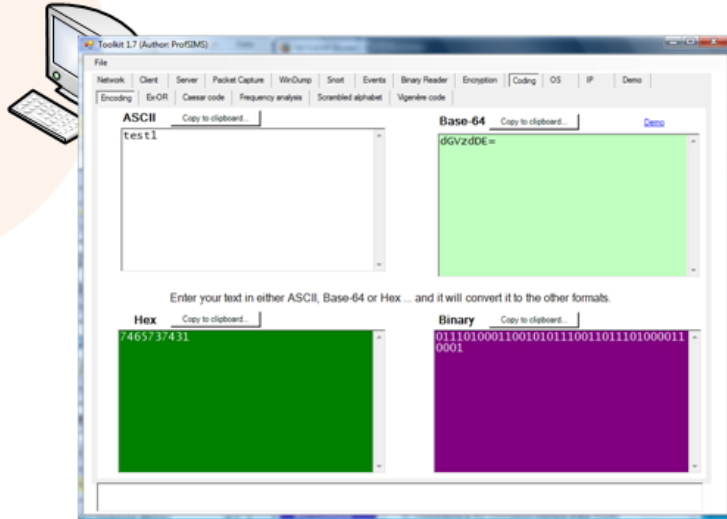 Toolkit 1.7 (Author: ProfSIMS)
File
Network Client Server Packet Capture WinDump Snort Events Binary Reader Encryption Coding OS IP Demo
Encoding Ex-OR Caesar code Frequency analysis Scrambled alphabet Vigenère code
ASCII Copy to clipboard... Base-64 Copy to clipboard... Demo
test1
dGVzdDE=
Enter your text in either ASCII, Base-64 or Hex ... and it will convert it to the other formats.
Hex Copy to clipboard... Binary Copy to clipboard...
7465737431
011101000110010101110011011101000011
0001